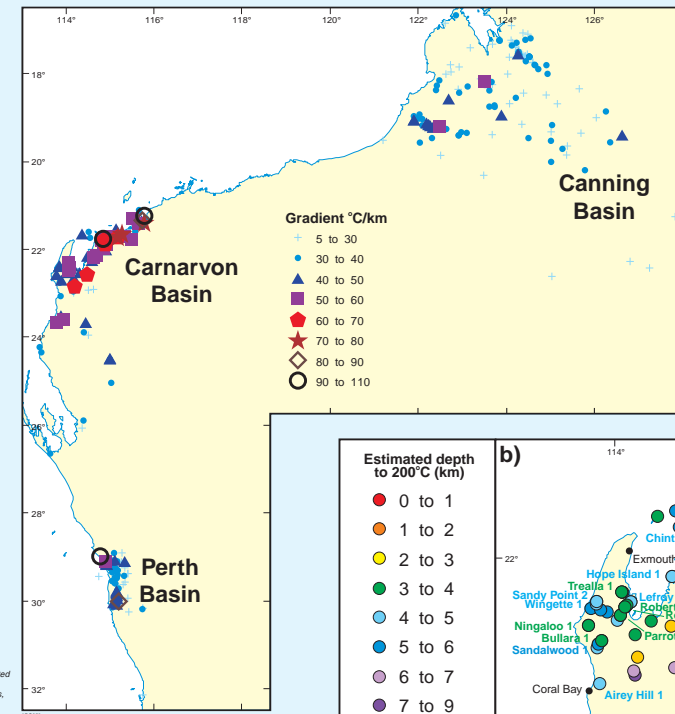 114°
116°
118°
120°
122°
124°
126°
18°
20°
22°
24°
26°
28°
30°
32°
Canning
Basin
Carnarvon
Basin
Perth
Basin
Gradient °C/km
5 to 30
30 to 40
40 to 50
50 to 60
60 to 70
70 to 80
80 to 90
90 to 110
Estimated depth
to 200°C (km)
0 to 1
1 to 2
2 to 3
3 to 4
4 to 5
5 to 6
6 to 7
7 to 9
b)
114°
22°
Chint
Exmouth
Hope Island 1
Trealla 1
Sandy Point 2
Lefroy
Wingette 1
Robert
Ro
Ningaloo 1
Parrot
Bullara 1
Sandalwood 1
Coral Bay
Airey Hill 1
ted
s,